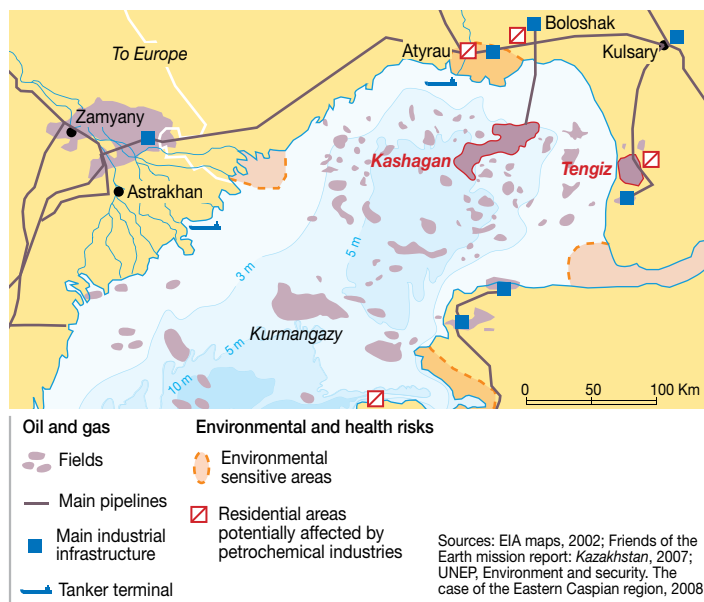 To Europe
Atyrau
Boloshak
Kulsary
Zamyany
Kashagan
Tengiz
Astrakhan
3 m
5 m
Kurmangazy
5 m
10 m
0 50 100 Km
Oil and gas
Fields
Main pipelines
Main industrial
infrastructure
Tanker terminal
Environmental and health risks
Environmental
sensitive areas
Residential areas
potentially affected by
petrochemical industries
Sources: EIA maps, 2002; Friends of the
Earth mission report: Kazakhstan, 2007;
UNEP, Environment and security. The
case of the Eastern Caspian region, 2008